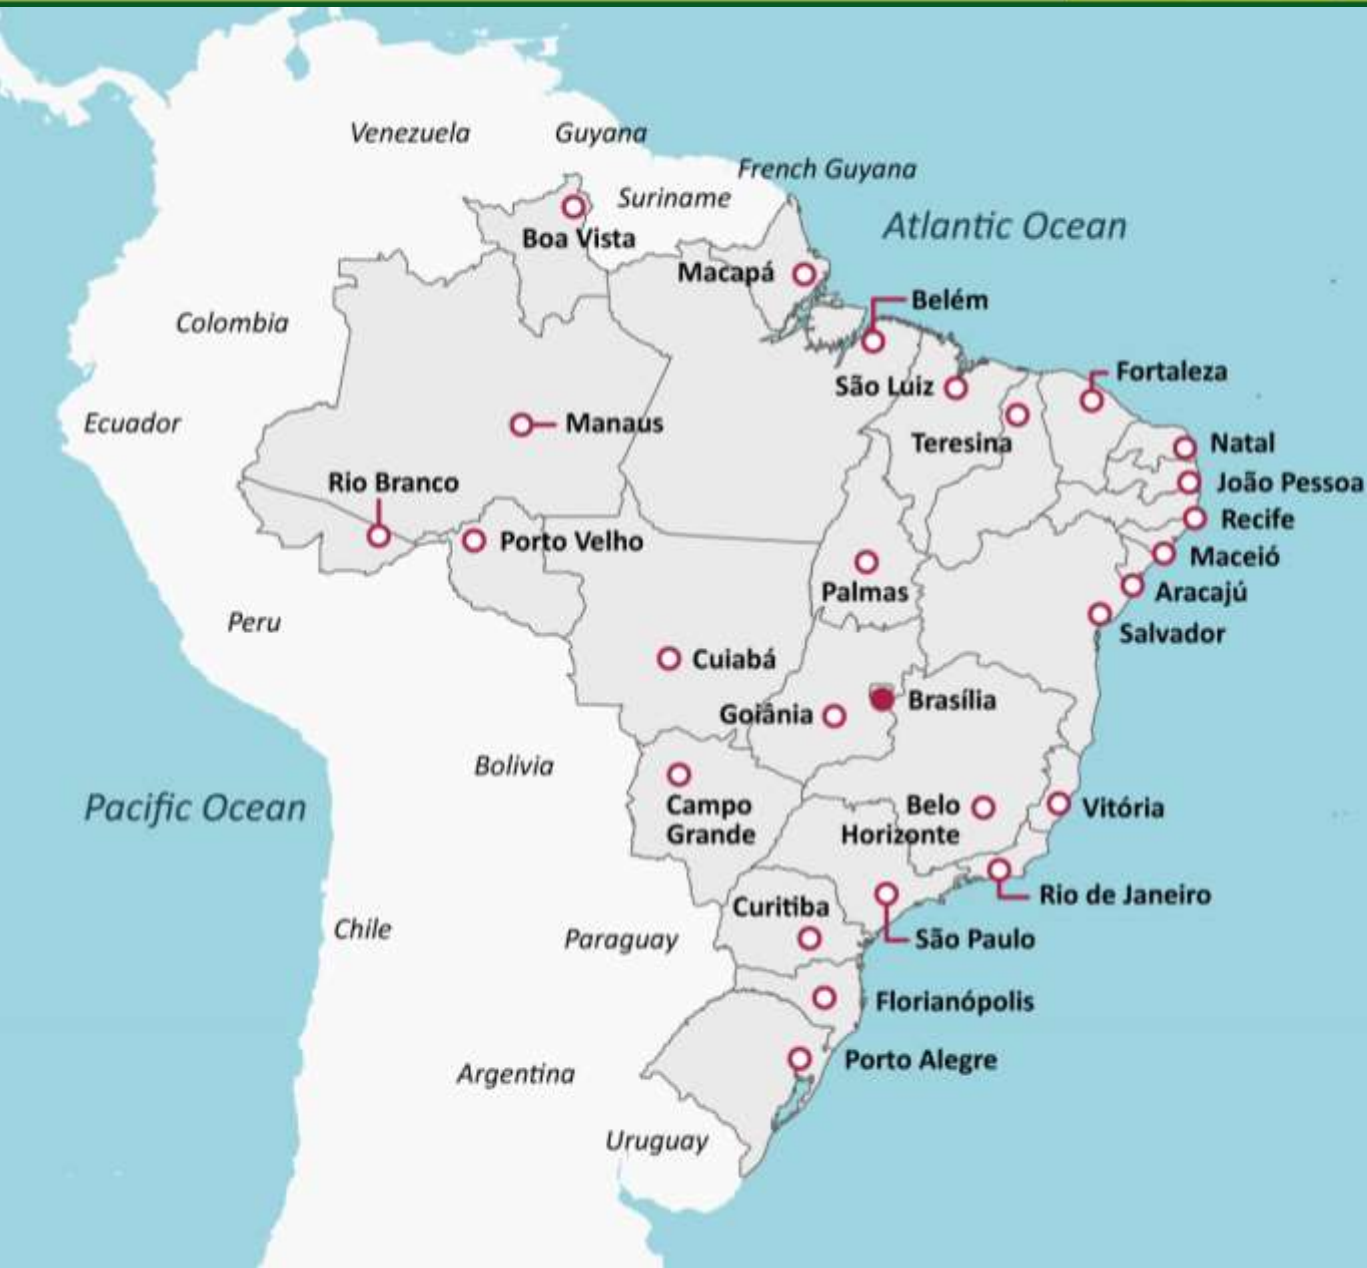 Venezuela
Guyana
French Guyana
Suriname
Atlantic Ocean
Boa Vista
Macapá
Belém
Colombia
Fortaleza
São Luiz
Ecuador
Manaus
Teresina
Natal
Rio Branco
João Pessoa
Recife
Porto Velho
Maceió
Palmas
Aracajú
Peru
Salvador
Cuiabá
Brasília
Goiânia
Bolivia
Pacific Ocean
Campo
Grande
Belo
Horizonte
Vitória
Rio de Janeiro
Curitiba
Chile
Paraguay
São Paulo
Florianópolis
Porto Alegre
Argentina
Uruguay